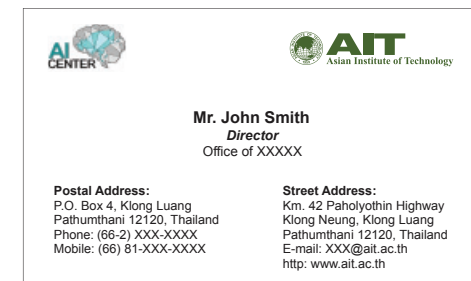 AI
CENTER
AIT
Asian Institute of Technology
Mr. John Smith
Director
Office of XXXXX
Postal Address:
P.O. Box 4, Klong Luang
Pathumthani 12120, Thailand
Phone: (66-2) XXX-XXXX
Mobile: (66) 81-XXX-XXXX
Street Address:
Km. 42 Paholyothin Highway
Klong Neung, Klong Luang
Pathumthani 12120, Thailand
E-mail: XXX@ait.ac.th
http: www.ait.ac.th